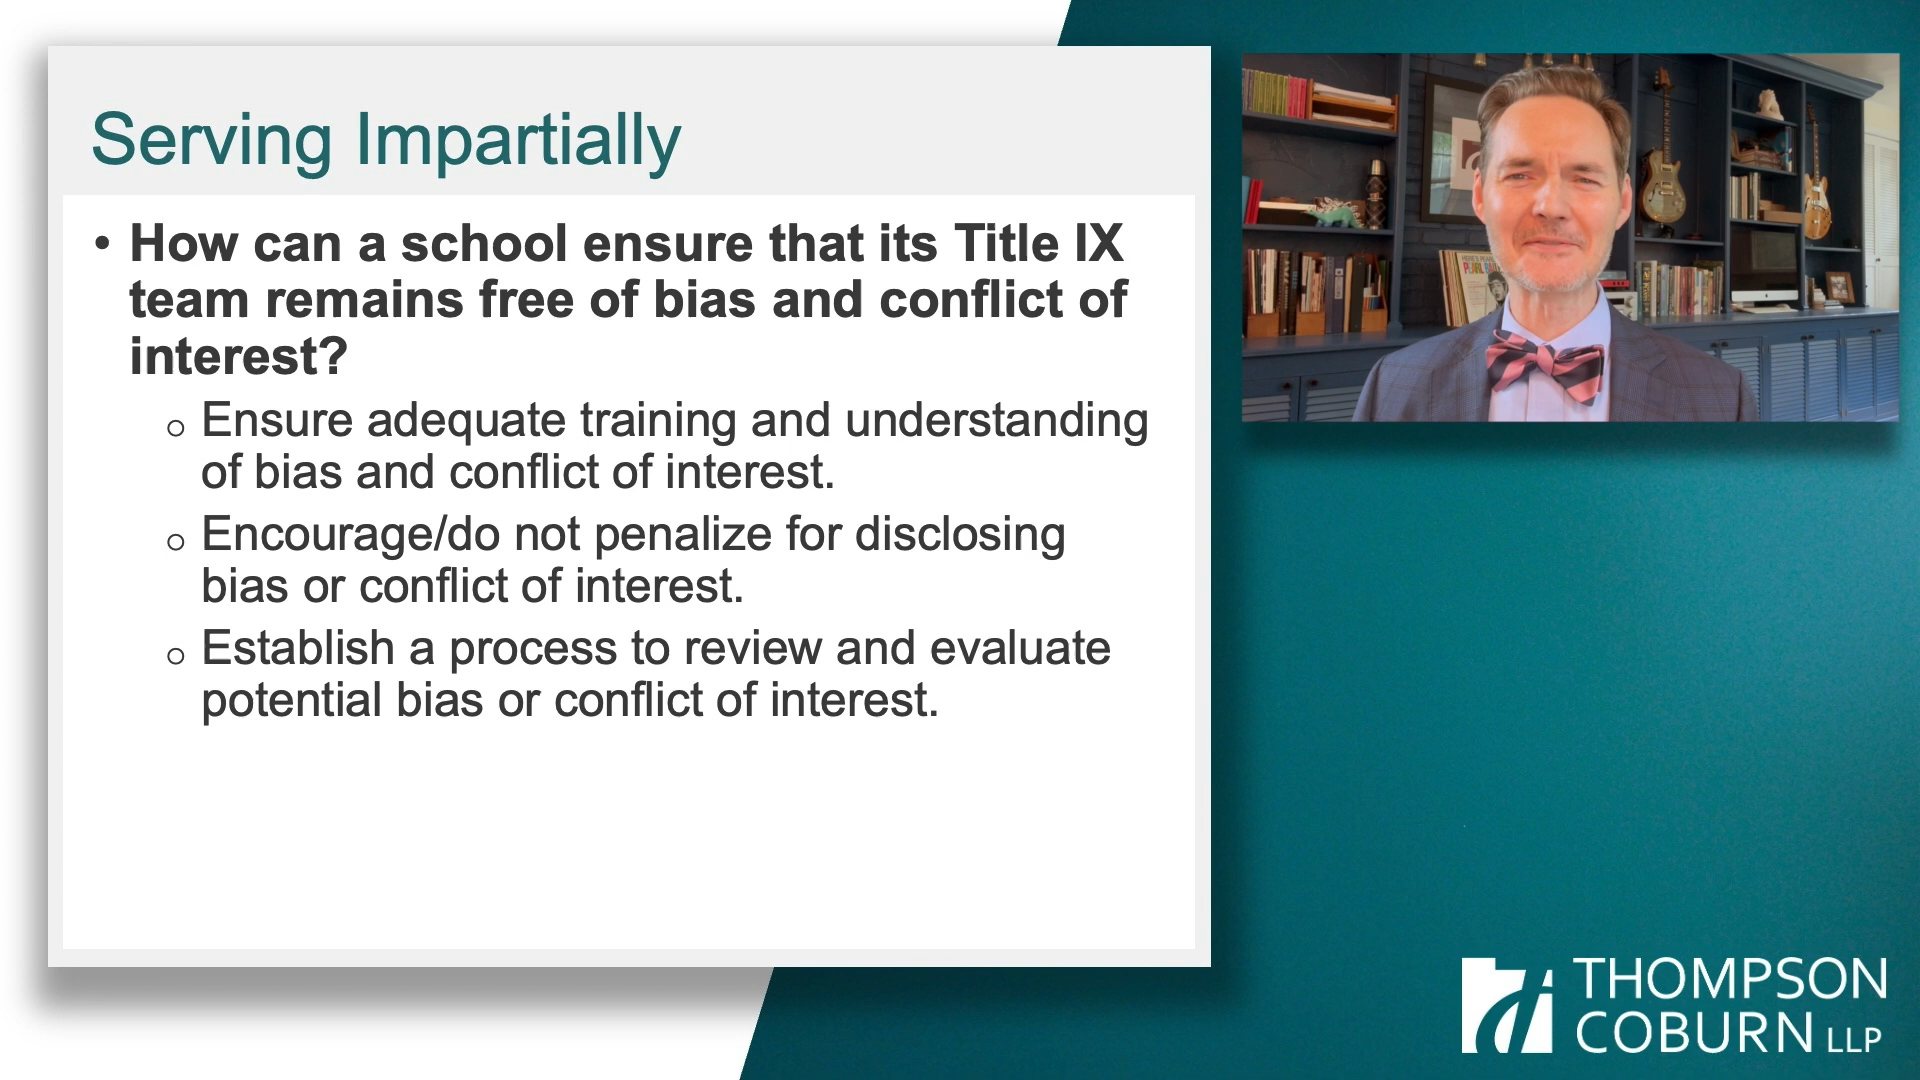 Serving Impartially
• How can a school ensure that its Title IX
team remains free of bias and conflict of
interest?
o Ensure adequate training and understanding
of bias and conflict of interest.
o Encourage/do not penalize for disclosing
bias or conflict of interest.
o Establish a process to review and evaluate
potential bias or conflict of interest.
THOMPSON
COBURN LLP